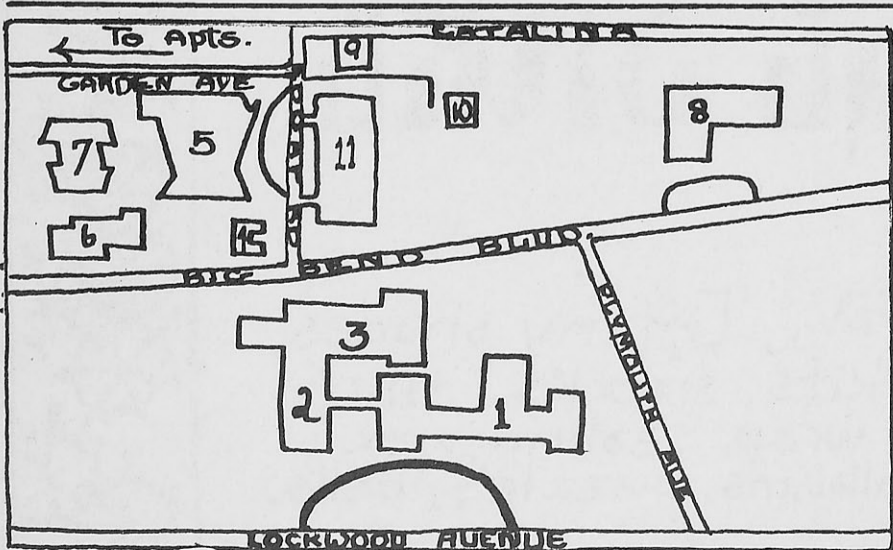 To Apts.
CATALINA
9
GARDEN AVE
10
8
7
5
11
6
BIG BEND BLVD.
PLYMOUTH AVE
3
2
1
LOCKWOOD AVENUE